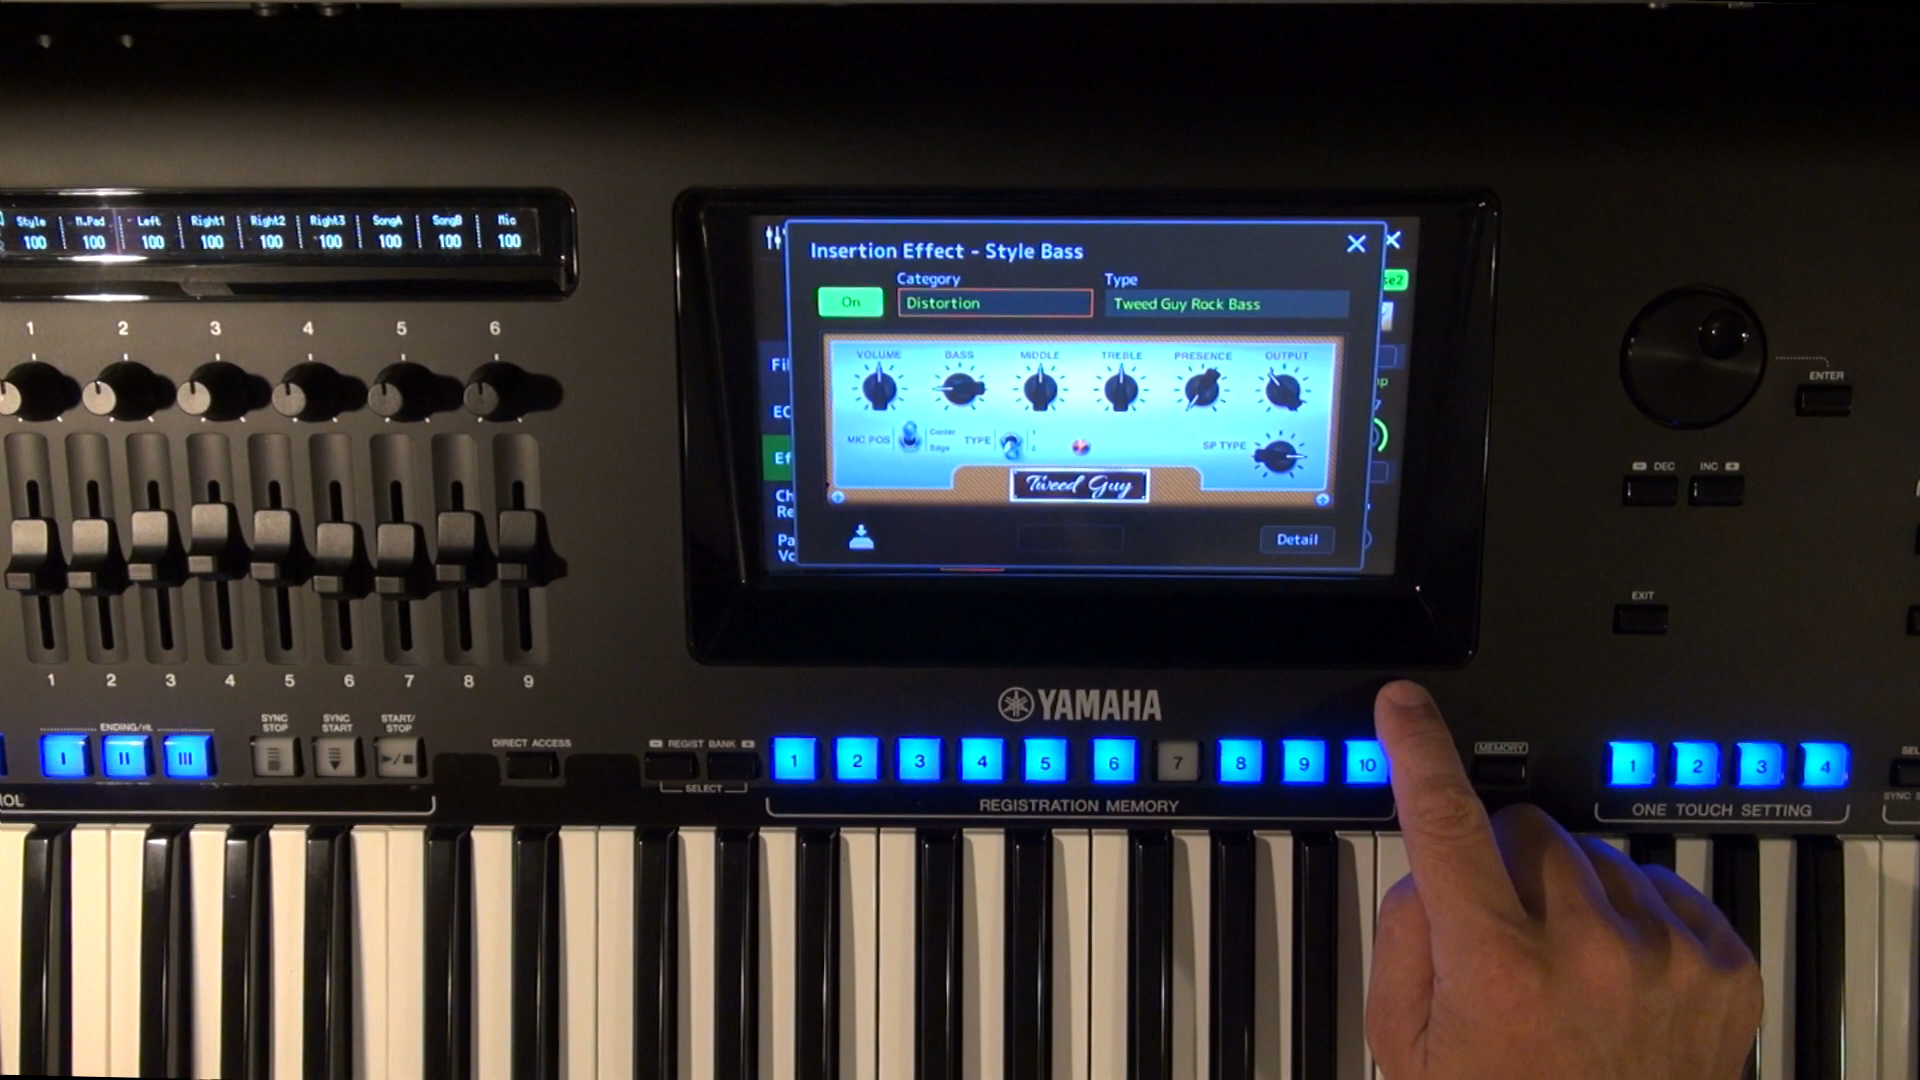 Style M.Pad Left Right1 Right2 Right3 SongA SongB Mic
100 100 100 100 100 100 100 100 100
1 2 3 4 5 6
1 2 3 4 5 6 7 8 9
ENDING/rit.
I II III
SYNC STOP
SYNC START
START/STOP
DIRECT ACCESS
Insertion Effect - Style Bass
Category
Type
On
Distortion
Tweed Guy Rock Bass
VOLUME BASS MIDDLE TREBLE PRESENCE OUTPUT
MIC POS
Center
Edge
TYPE
1
2
SP TYPE
Tweed Guy
Detail
YAMAHA
REGIST BANK
SELECT
1 2 3 4 5 6 7 8 9 10
REGISTRATION MEMORY
MEMORY
ENTER
DEC INC
EXIT
1 2 3 4
ONE TOUCH SETTING